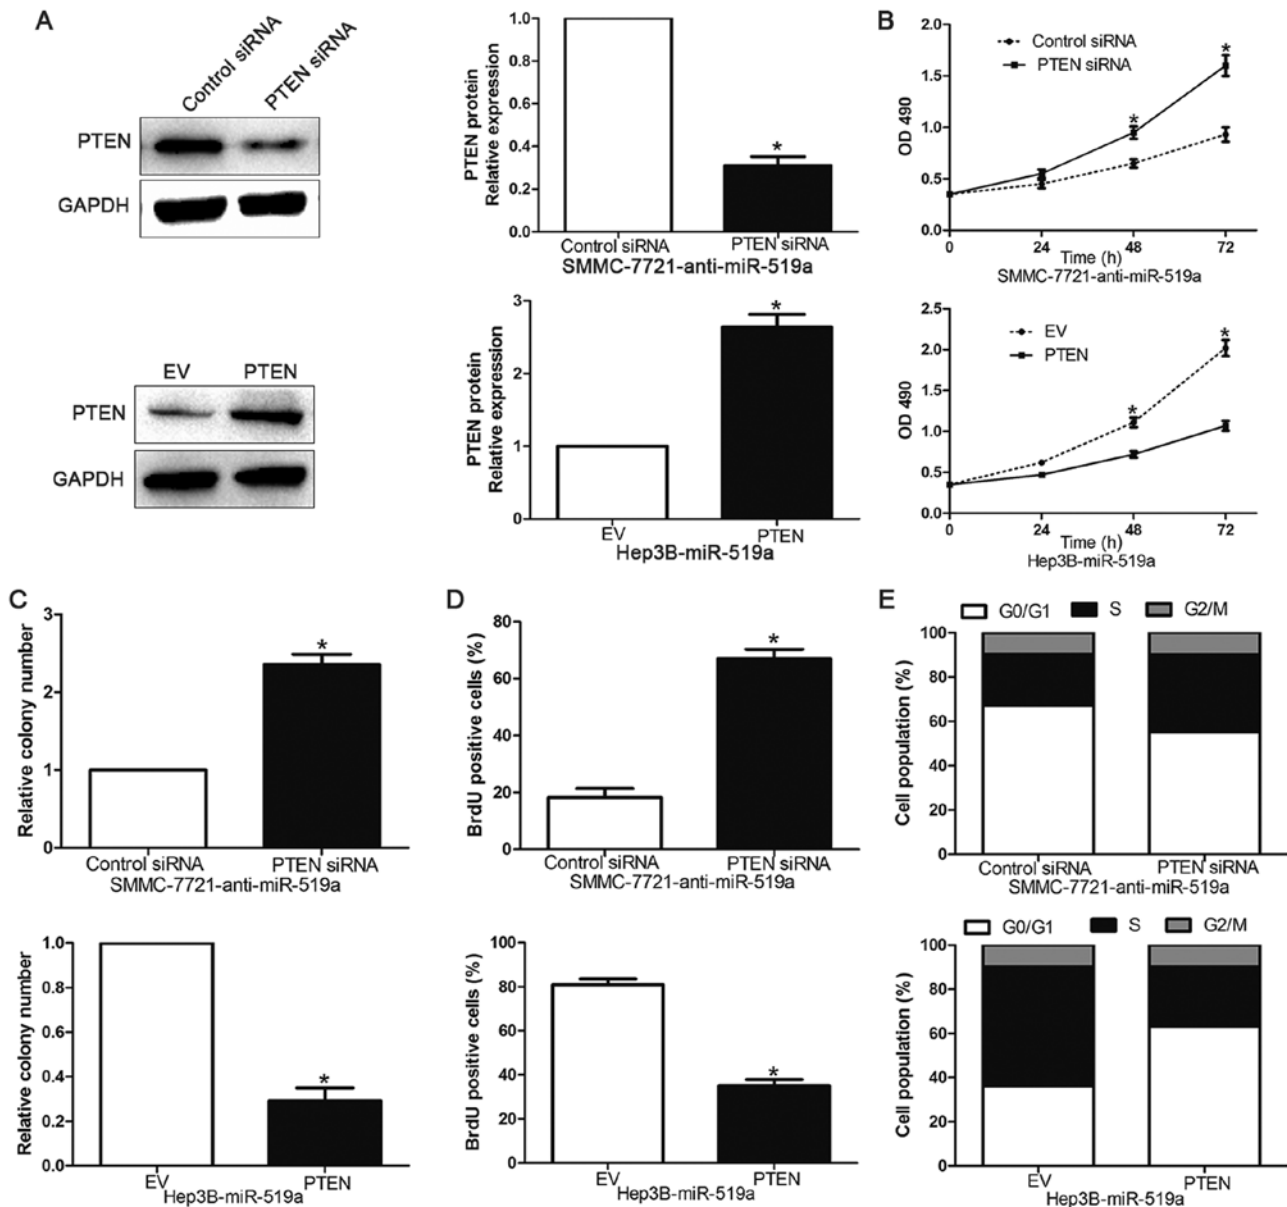 A
Control siRNA
PTEN siRNA
PTEN
GAPDH
EV PTEN
PTEN
GAPDH
PTEN protein
Relative expression
1.0
0.8
0.6
0.4
0.2
0.0
*
Control siRNA PTEN siRNA
SMMC-7721-anti-miR-519a
PTEN protein
Relative expression
3
2
1
0
*
EV PTEN
Hep3B-miR-519a
B
OD 490
2.0
1.5
1.0
0.5
0.0
Control siRNA
PTEN siRNA
*
*
0 24 48 72
Time (h)
SMMC-7721-anti-miR-519a
OD 490
2.5
2.0
1.5
1.0
0.5
0.0
EV
PTEN
*
*
0 24 48 72
Time (h)
Hep3B-miR-519a
C
Relative colony number
3
2
1
0
*
Control siRNA PTEN siRNA
SMMC-7721-anti-miR-519a
Relative colony number
1.0
0.8
0.6
0.4
0.2
0.0
*
EV PTEN
Hep3B-miR-519a
D
BrdU positive cells (%)
80
60
40
20
0
*
Control siRNA PTEN siRNA
SMMC-7721-anti-miR-519a
BrdU positive cells (%)
100
80
60
40
20
0
*
EV PTEN
Hep3B-miR-519a
E
G0/G1 S G2/M
Cell population (%)
100
80
60
40
20
0
Control siRNA PTEN siRNA
SMMC-7721-anti-miR-519a
G0/G1 S G2/M
Cell population (%)
100
80
60
40
20
0
EV PTEN
Hep3B-miR-519a